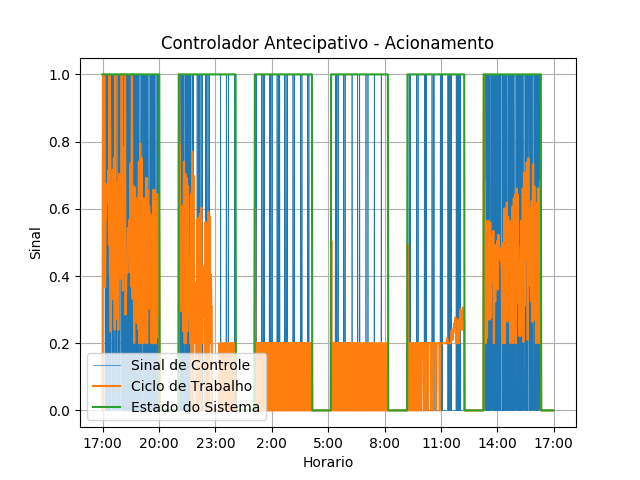 Controlador Antecipativo - Acionamento
Sinal
1.0
0.8
0.6
0.4
0.2
0.0
Sinal de Controle
Ciclo de Trabalho
Estado do Sistema
17:00 20:00 23:00 2:00 5:00 8:00 11:00 14:00 17:00
Horario